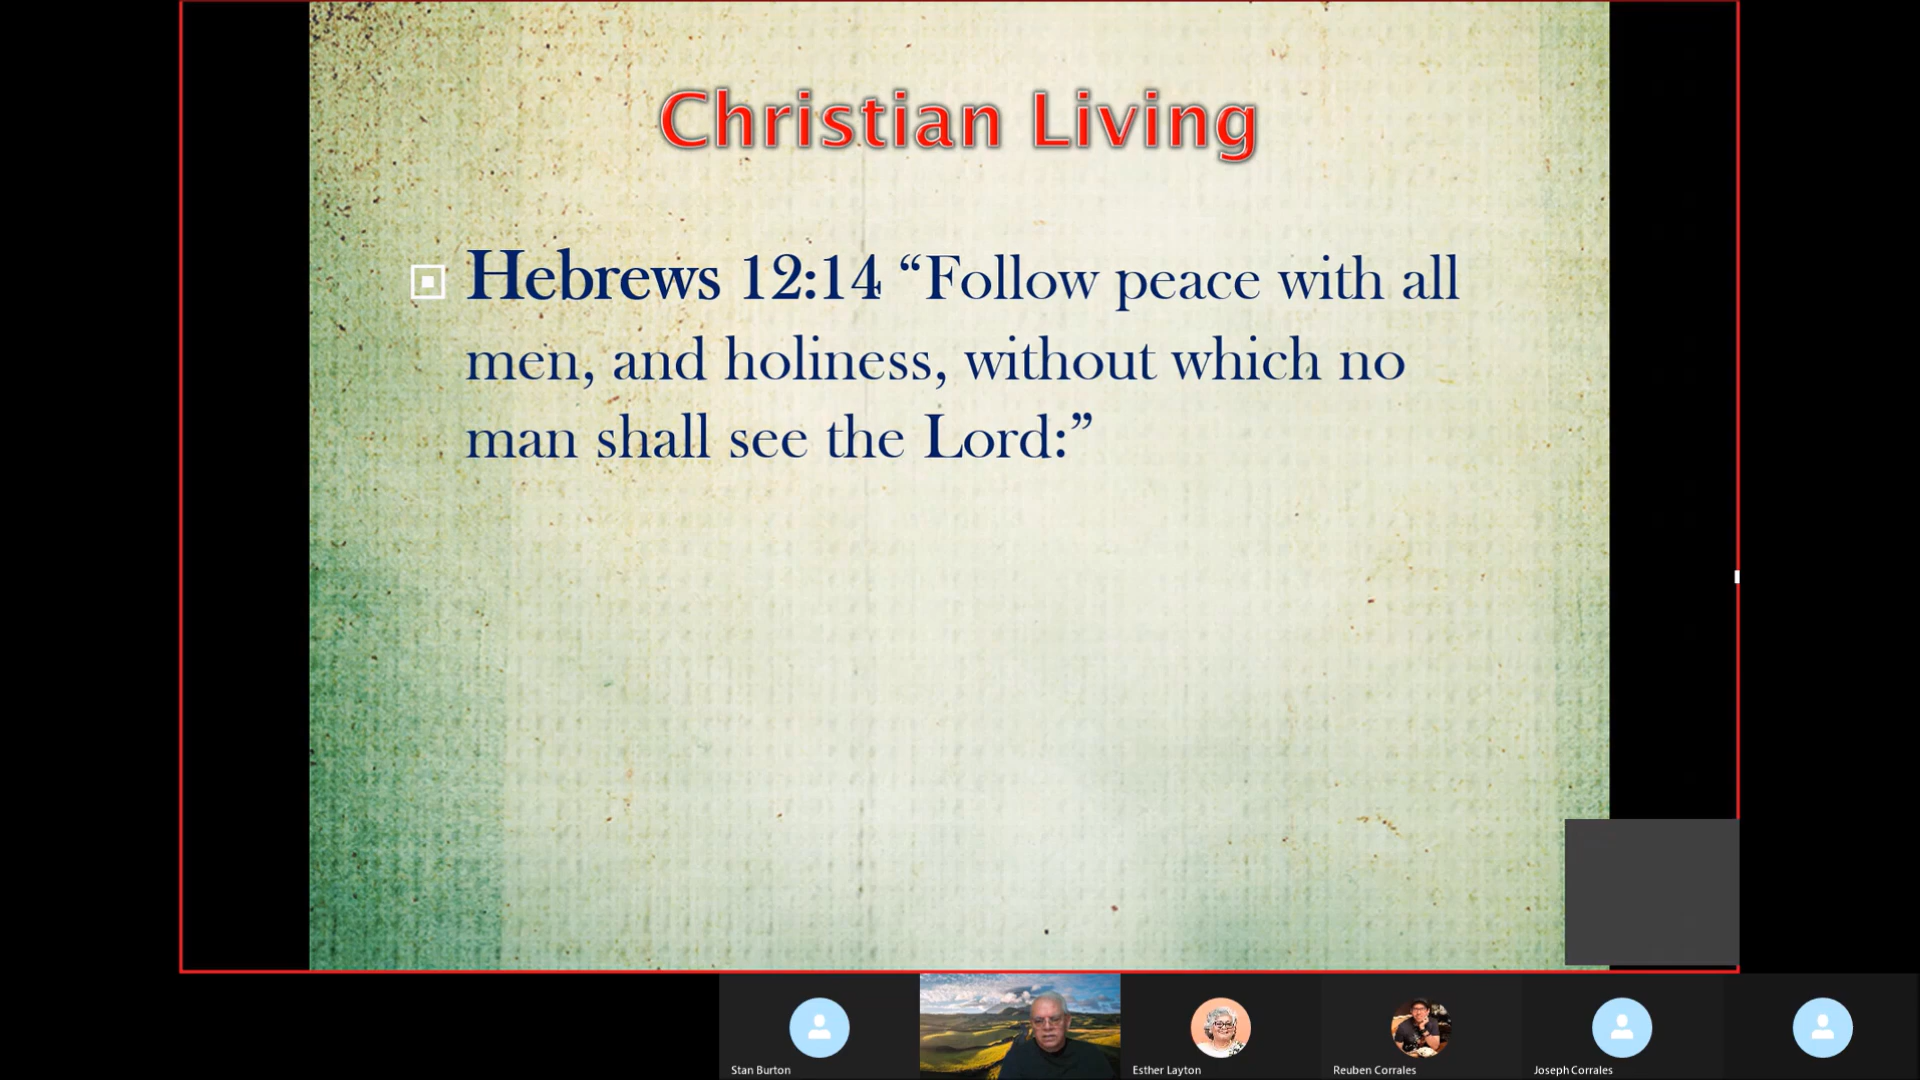 Christian Living
Hebrews 12:14 “Follow peace with all
men, and holiness, without which no
man shall see the Lord:”
Stan Burton
Esther Layton
Reuben Corrales
Joseph Corrales